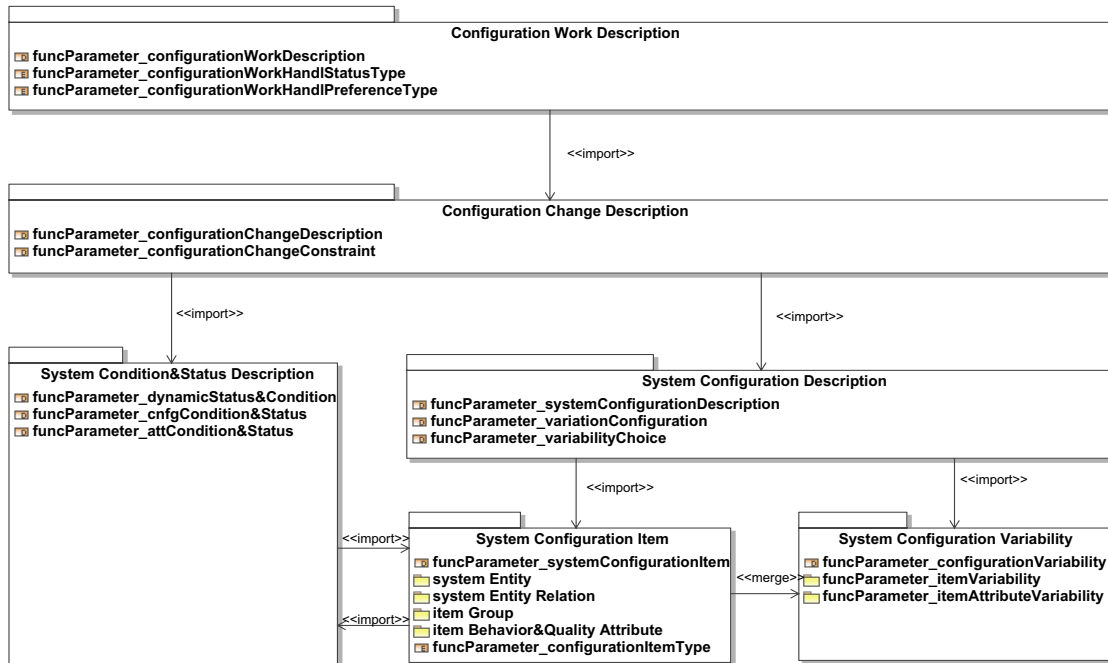 Configuration Work Description
funcParameter_configurationWorkDescription
funcParameter_configurationWorkHandlStatusType
funcParameter_configurationWorkHandlPreferenceType
<<import>>
Configuration Change Description
funcParameter_configurationChangeDescription
funcParameter_configurationChangeConstraint
<<import>>
<<import>>
System Condition&Status Description
funcParameter_dynamicStatus&Condition
funcParameter_cnfgCondition&Status
funcParameter_attCondition&Status
System Configuration Description
funcParameter_systemConfigurationDescription
funcParameter_variationConfiguration
funcParameter_variabilityChoice
<<import>>
<<import>>
<<import>>
<<import>>
System Configuration Item
funcParameter_systemConfigurationItem
system Entity
system Entity Relation
item Group
item Behavior&Quality Attribute
funcParameter_configurationItemType
<<merge>>
System Configuration Variability
funcParameter_configurationVariability
funcParameter_itemVariability
funcParameter_itemAttributeVariability